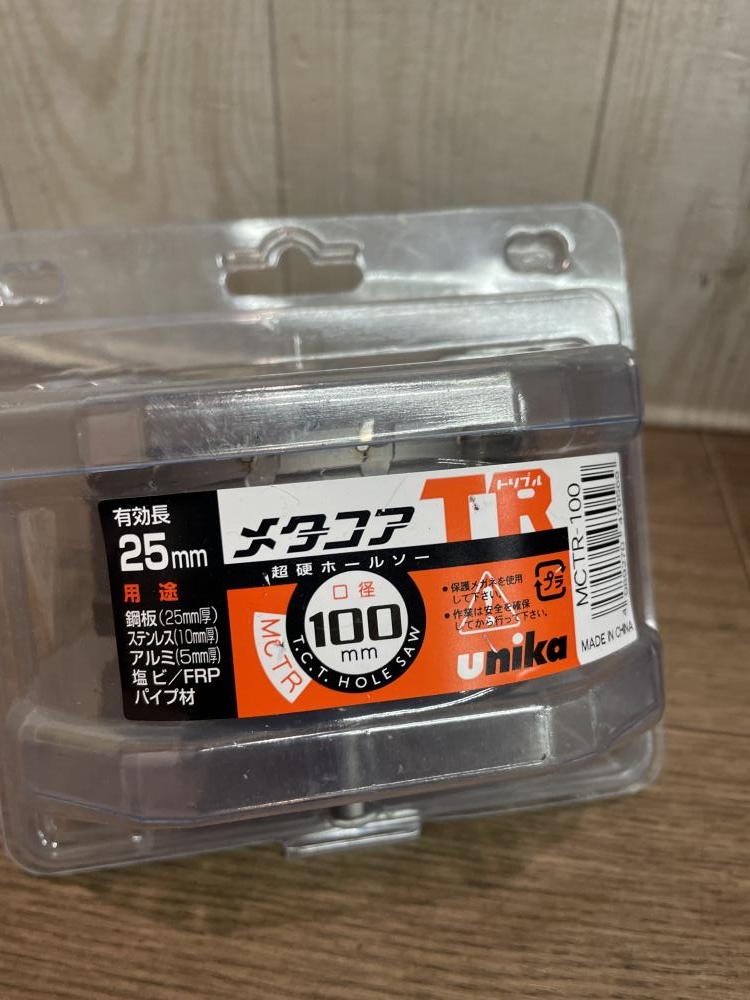 有効長
25mm
用途
鋼板(25mm厚)
ステンレス(10mm厚)
アルミ(5mm厚)
塩ビ/FRP
パイプ材
メタコア TR
トリプル
超硬ホールソー
口径
100
mm
T.C.T. HOLE SAW
MCTR
●保護メガネを使用
して下さい。
●作業は安全を確保
してから行って下さい。
プラ
unika
MCTR-100
MADE IN CHINA